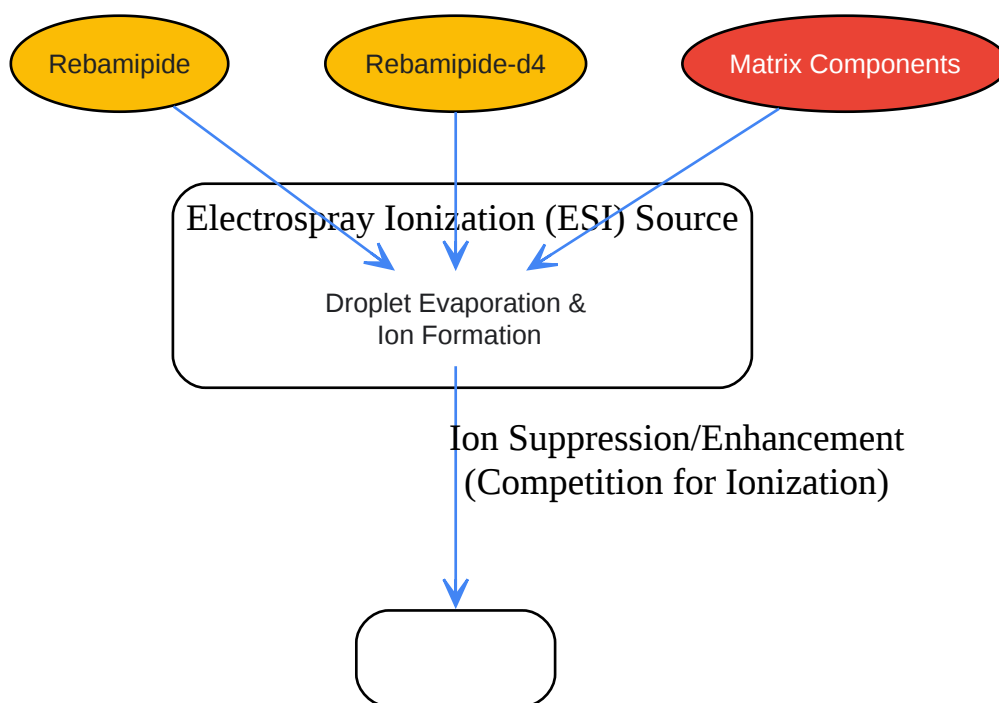 Rebamipide
Rebamipide-d4
Matrix Components
Electrospray Ionization (ESI) Source
Droplet Evaporation &
Ion Formation
Ion Suppression/Enhancement
(Competition for Ionization)